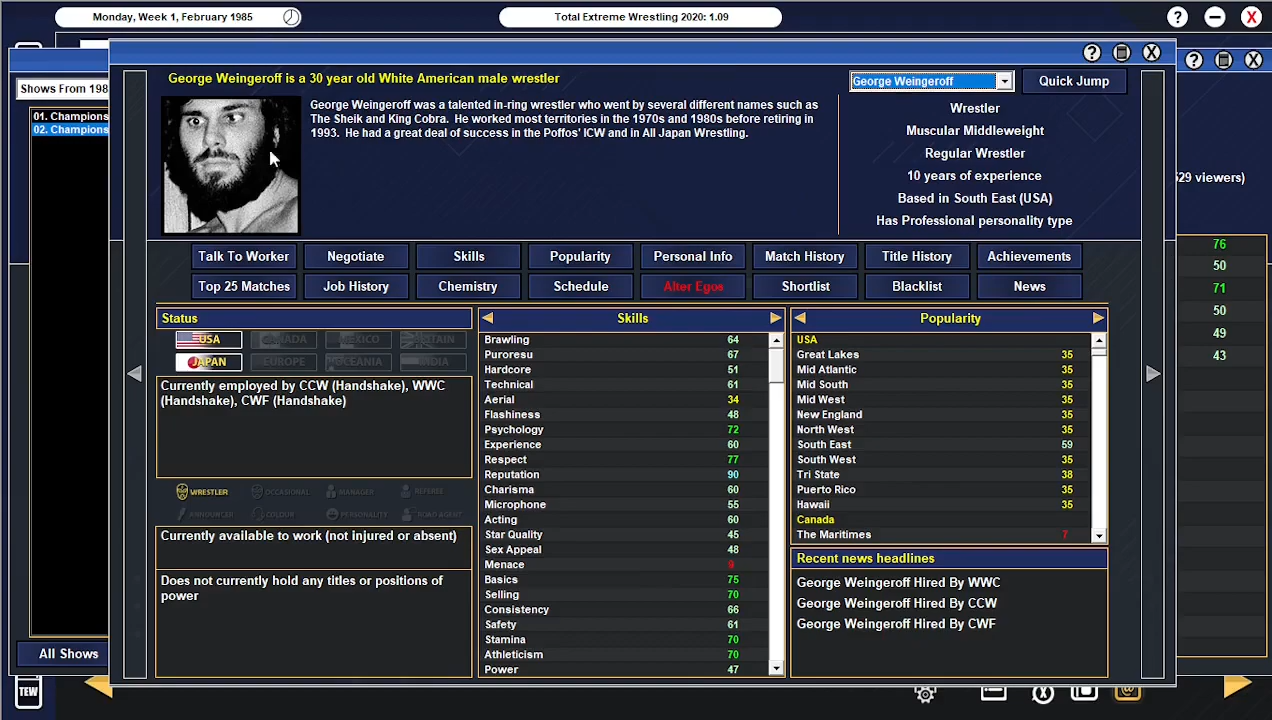 Monday, Week 1, February 1985
Total Extreme Wrestling 2020: 1.09
?
X
?
X
?
X
Shows From 198
01. Champions
02. Champions
George Weingeroff is a 30 year old White American male wrestler
George Weingeroff was a talented in-ring wrestler who went by several different names such as
The Sheik and King Cobra. He worked most territories in the 1970s and 1980s before retiring in
1993. He had a great deal of success in the Poffos' ICW and in All Japan Wrestling.
George Weingeroff
Quick Jump
Wrestler
Muscular Middleweight
Regular Wrestler
10 years of experience
Based in South East (USA)
Has Professional personality type
529 viewers)
Talk To Worker
Negotiate
Skills
Popularity
Personal Info
Match History
Title History
Achievements
Top 25 Matches
Job History
Chemistry
Schedule
Alter Egos
Shortlist
Blacklist
News
Status
USA
CANADA
MEXICO
BRITAIN
JAPAN
EUROPE
OCEANIA
INDIA
Currently employed by CCW (Handshake), WWC
(Handshake), CWF (Handshake)
WRESTLER
OCCASIONAL
MANAGER
REFEREE
ANNOUNCER
COLOUR
PERSONALITY
ROAD AGENT
Currently available to work (not injured or absent)
Does not currently hold any titles or positions of
power
Skills
Brawling 64
Puroresu 67
Hardcore 51
Technical 61
Aerial 34
Flashiness 48
Psychology 72
Experience 60
Respect 77
Reputation 90
Charisma 60
Microphone 55
Acting 60
Star Quality 45
Sex Appeal 48
Menace 9
Basics 75
Selling 70
Consistency 66
Safety 61
Stamina 70
Athleticism 70
Power 47
Popularity
USA
Great Lakes 35
Mid Atlantic 35
Mid South 35
Mid West 35
New England 35
North West 35
South East 59
South West 35
Tri State 38
Puerto Rico 35
Hawaii 35
Canada
The Maritimes 7
Recent news headlines
George Weingeroff Hired By WWC
George Weingeroff Hired By CCW
George Weingeroff Hired By CWF
76
50
71
50
49
43
All Shows
TEW